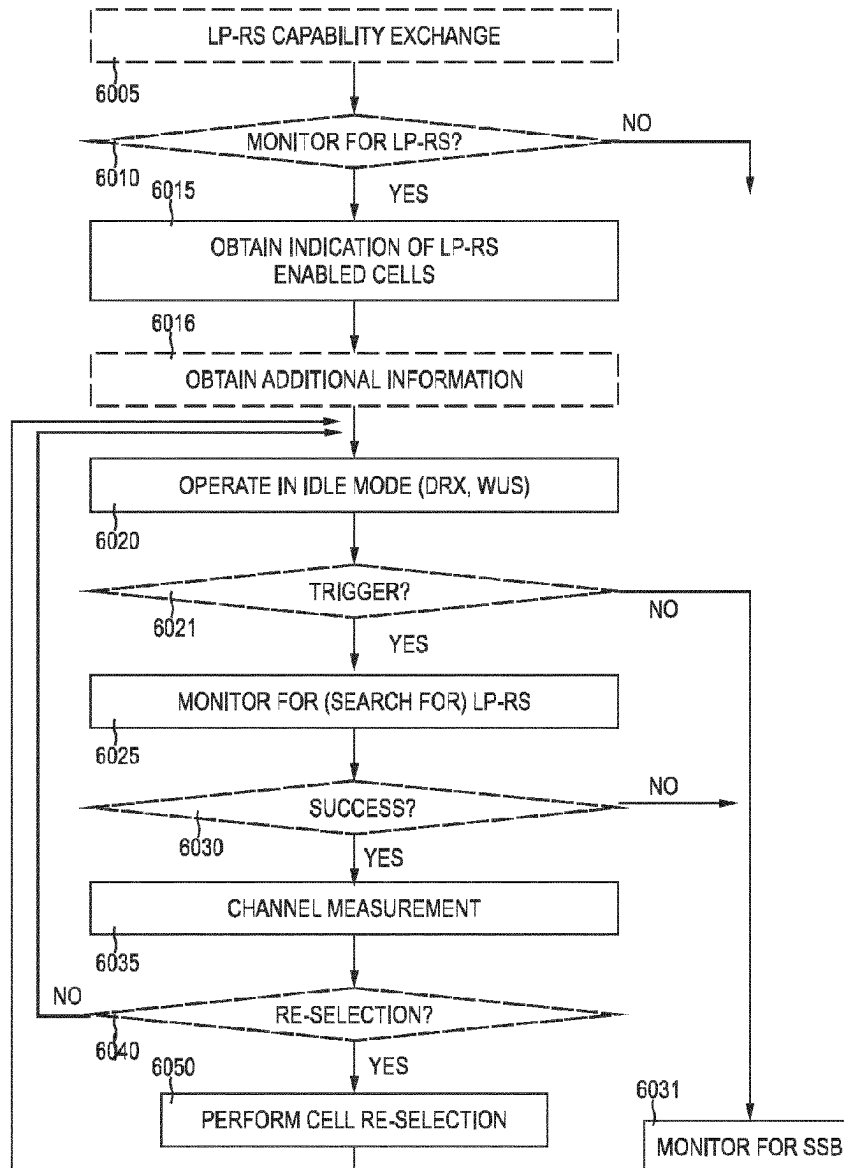 LP-RS CAPABILITY EXCHANGE
6005
MONITOR FOR LP-RS?
NO
6010
YES
6015
OBTAIN INDICATION OF LP-RS
ENABLED CELLS
6016
OBTAIN ADDITIONAL INFORMATION
OPERATE IN IDLE MODE (DRX, WUS)
6020
TRIGGER?
NO
6021
YES
MONITOR FOR (SEARCH FOR) LP-RS
6025
SUCCESS?
NO
6030
YES
CHANNEL MEASUREMENT
6035
NO
RE-SELECTION?
6040
YES
6050
PERFORM CELL RE-SELECTION
6031
MONITOR FOR SSB